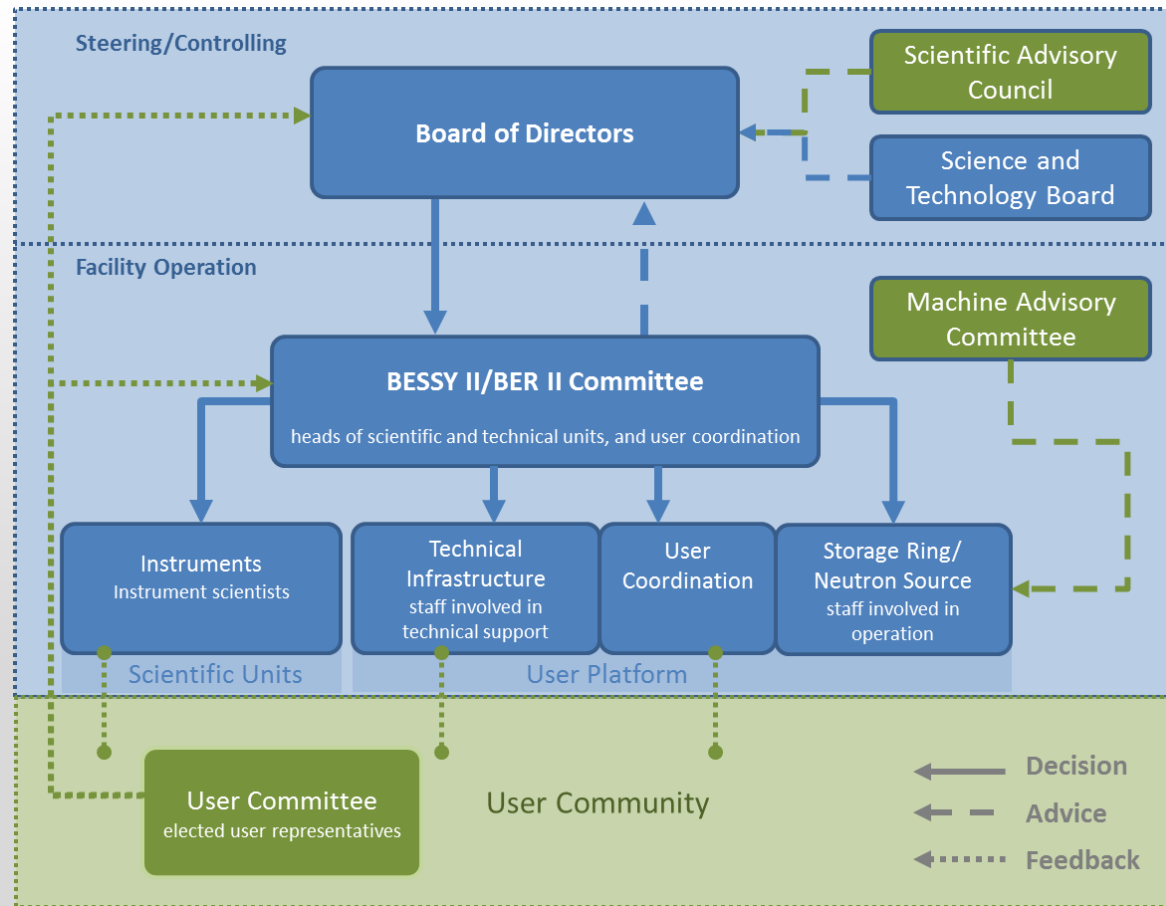 Steering/Controlling
Board of Directors
Scientific Advisory
Council
Science and
Technology Board
Facility Operation
Machine Advisory
Committee
BESSY II/BER II Committee
heads of scientific and technical units, and user coordination
Instruments
Instrument scientists
Technical
Infrastructure
staff involved in
technical support
User
Coordination
Storage Ring/
Neutron Source
staff involved in
operation
Scientific Units
User Platform
User Committee
elected user representatives
User Community
Decision
Advice
Feedback